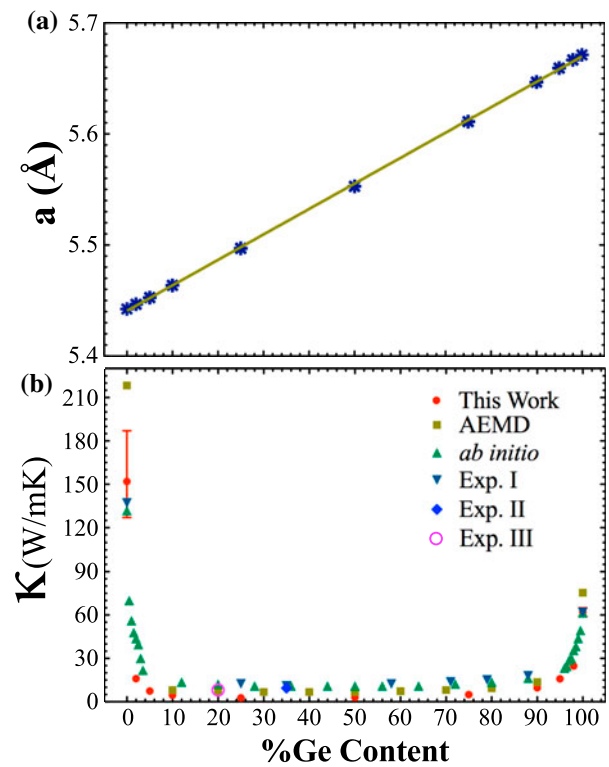 (a)
5.7
5.6
5.5
5.4
a (Å)
(b)
210
180
150
120
90
60
30
0
κ(W/mK)
This Work
AEMD
ab initio
Exp. I
Exp. II
Exp. III
0 10 20 30 40 50 60 70 80 90 100
%Ge Content